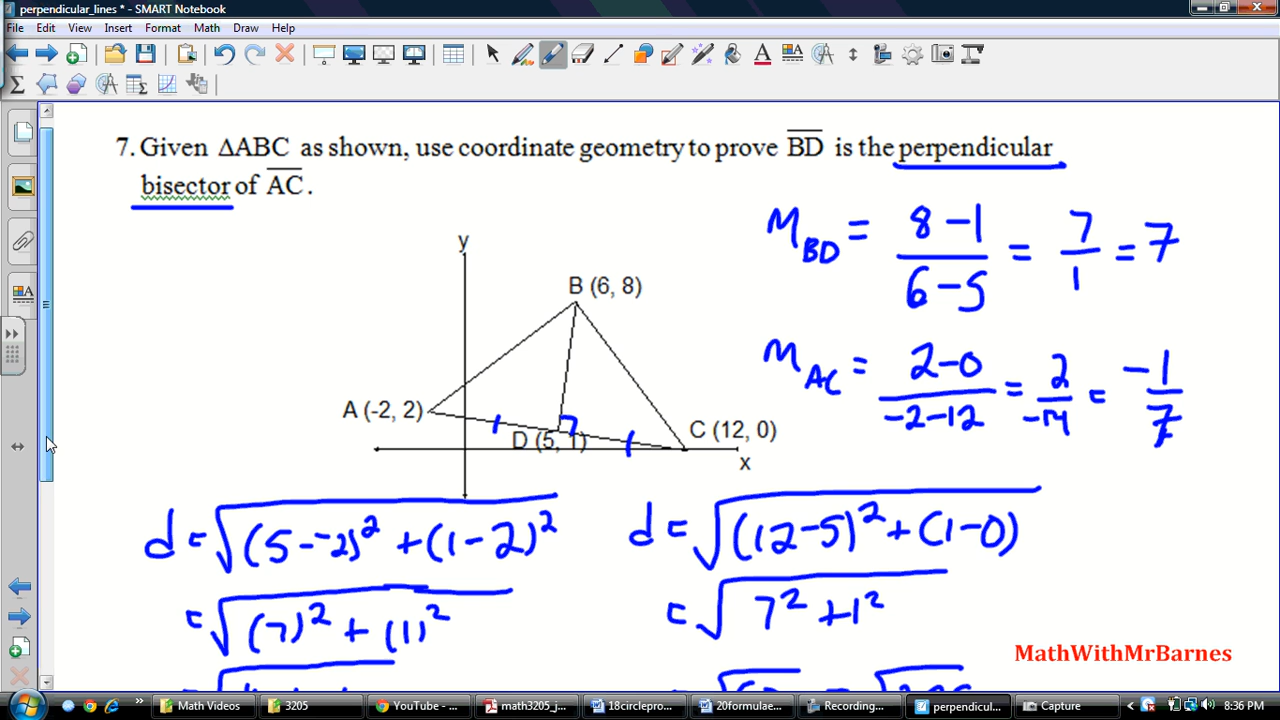 perpendicular_lines * - SMART Notebook
File Edit View Insert Format Math Draw Help
7. Given ΔABC as shown, use coordinate geometry to prove BD is the perpendicular
bisector of AC.
M_BD = (8 - 1)/(6 - 5) = 7/1 = 7
y
B (6, 8)
M_AC = (2 - 0)/(-2 - 12) = 2/-14 = -1/7
A (-2, 2)
C (12, 0)
D (5, 1)
x
d = √((5 - -2)² + (1 - 2)²
d = √((12 - 5)² + (1 - 0)
= √((7)² + (1)²
= √(7² + 1²
MathWithMrBarnes
Math Videos
3205
YouTube - ...
math3205_j...
18circlepro...
20formulae...
Recording...
perpendicul...
Capture
8:36 PM